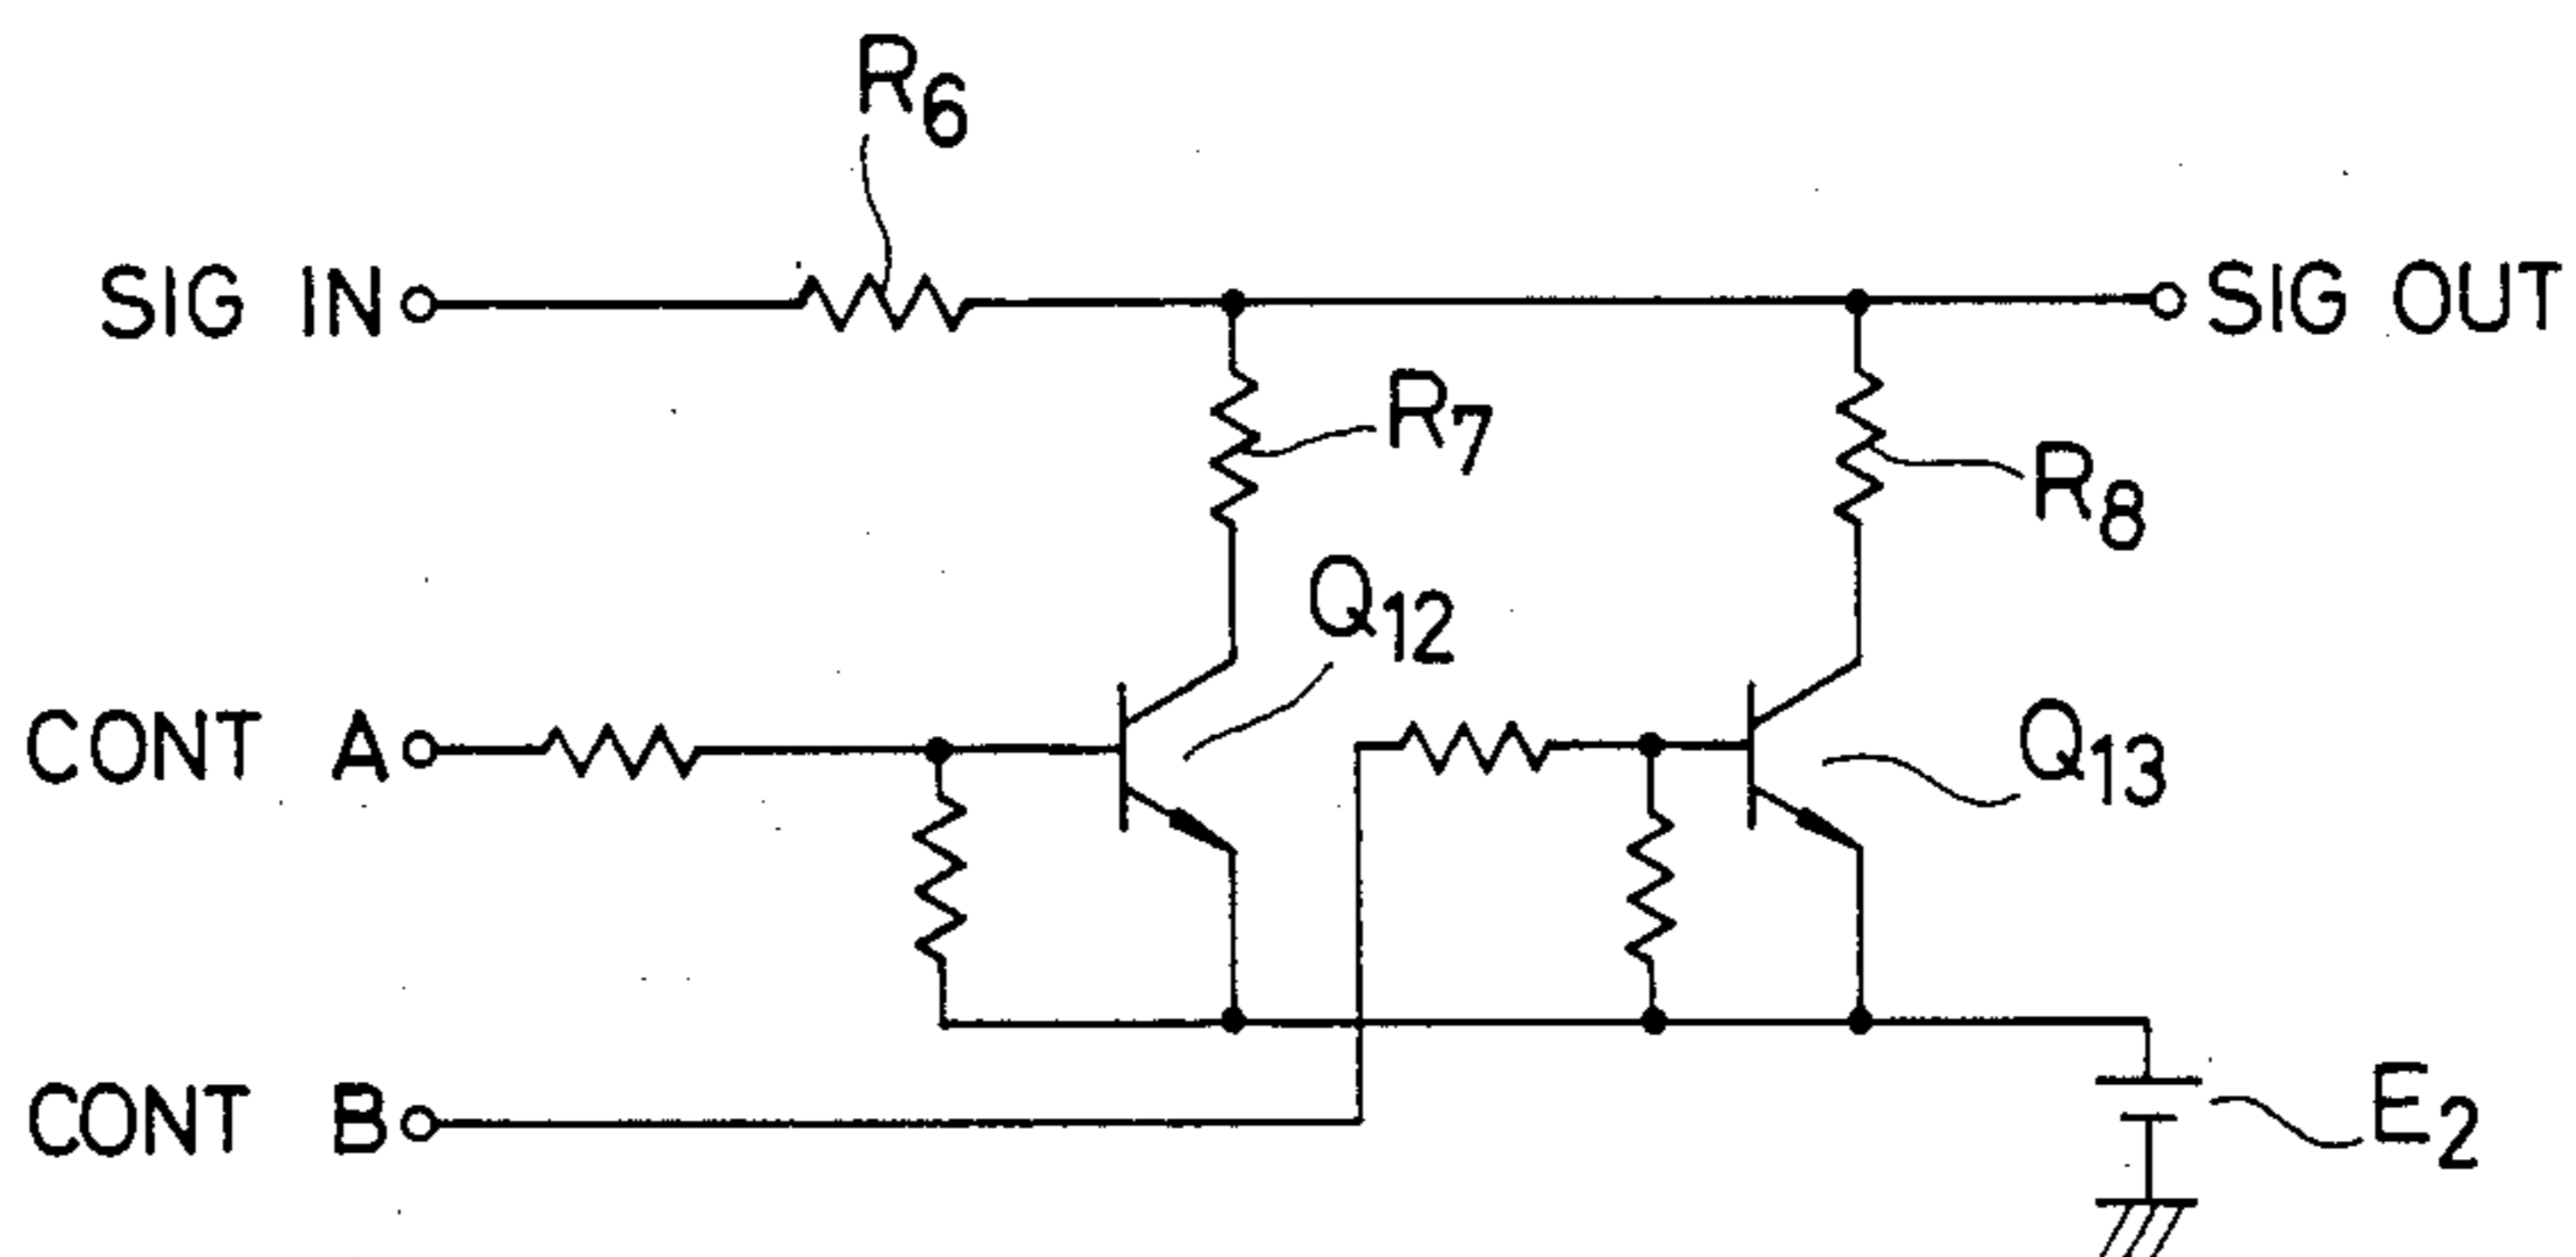 R6
SIG IN
SIG OUT
R7
R8
Q12
CONT A
Q13
CONT B
E2